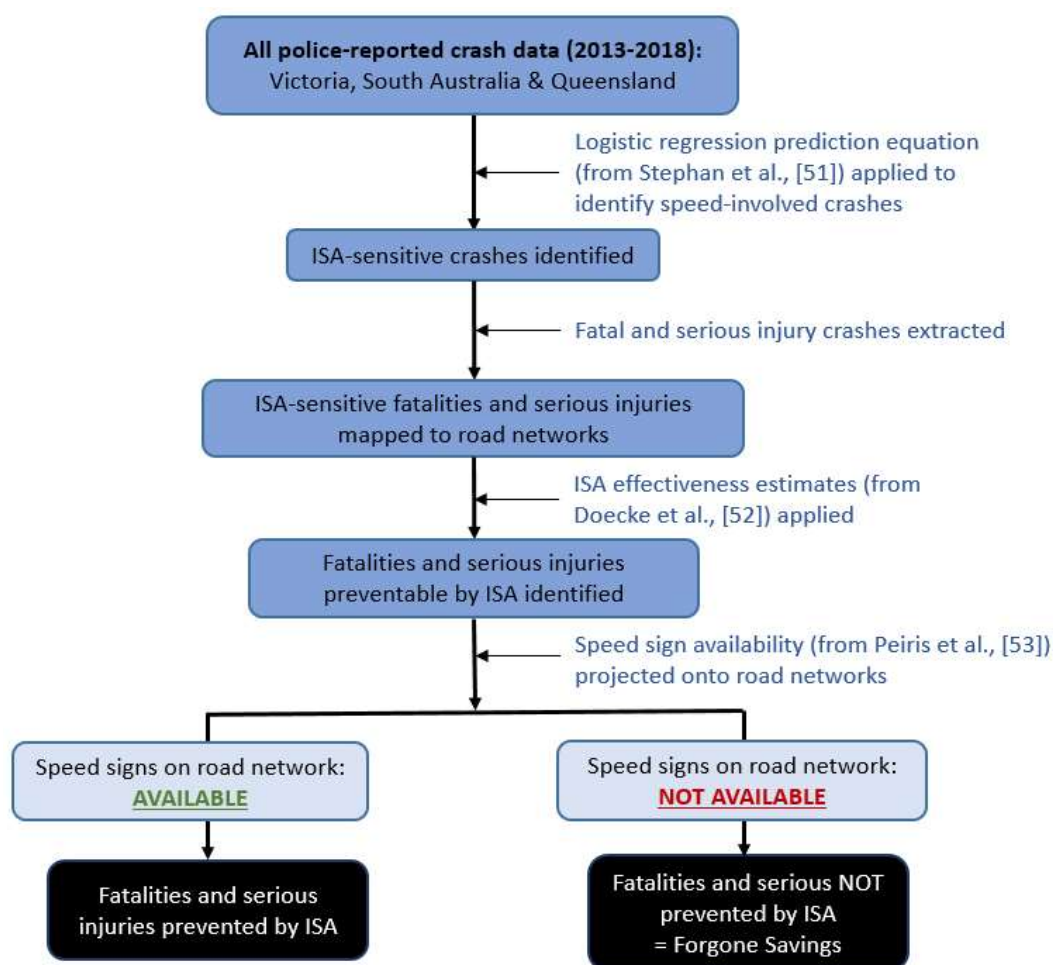 All police-reported crash data (2013-2018):
Victoria, South Australia & Queensland
Logistic regression prediction equation
(from Stephan et al., [51]) applied to
identify speed-involved crashes
ISA-sensitive crashes identified
Fatal and serious injury crashes extracted
ISA-sensitive fatalities and serious injuries
mapped to road networks
ISA effectiveness estimates (from
Doecke et al., [52]) applied
Fatalities and serious injuries
preventable by ISA identified
Speed sign availability (from Peiris et al., [53])
projected onto road networks
Speed signs on road network:
AVAILABLE
Speed signs on road network:
NOT AVAILABLE
Fatalities and serious
injuries prevented by ISA
Fatalities and serious NOT
prevented by ISA
= Forgone Savings